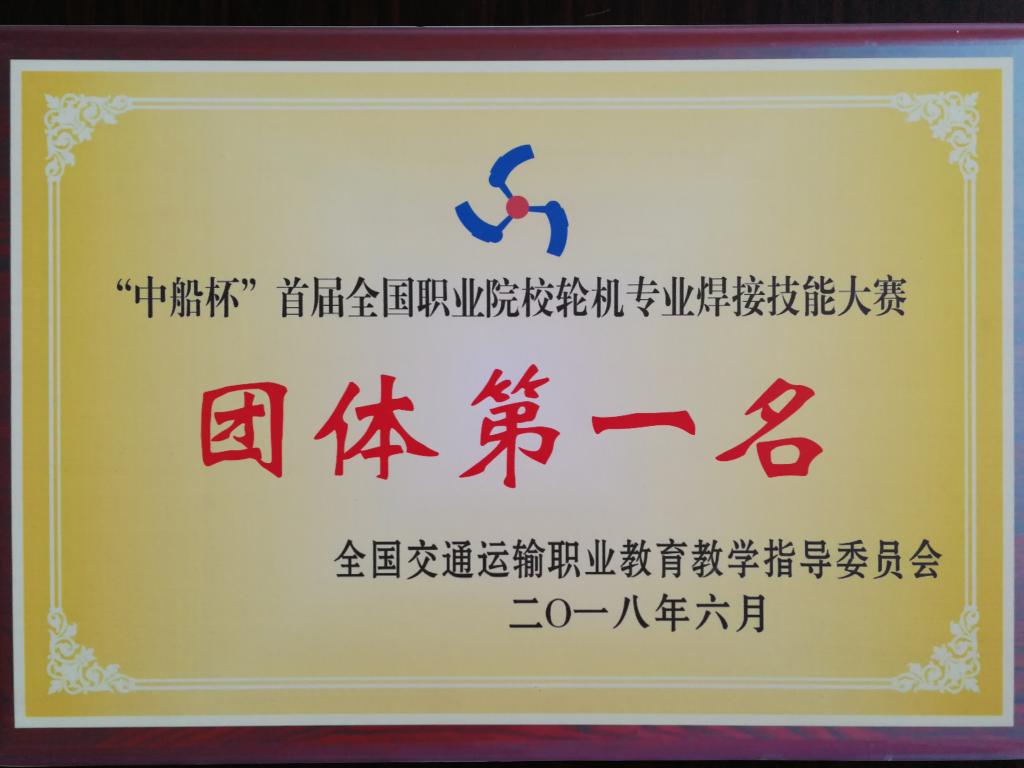 “中船杯”首届全国职业院校轮机专业焊接技能大赛
团体第一名
全国交通运输职业教育教学指导委员会
二〇一八年六月